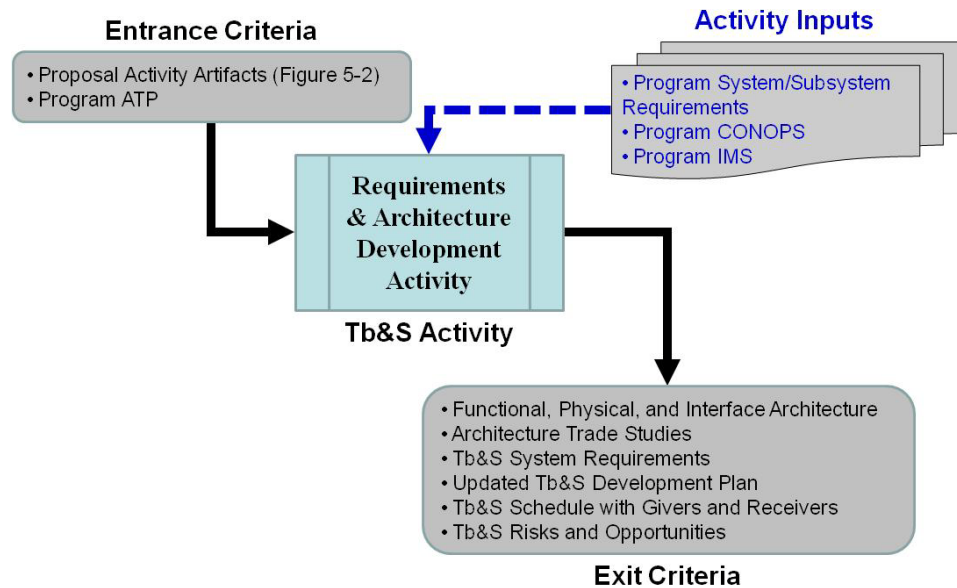 Entrance Criteria
• Proposal Activity Artifacts (Figure 5-2)
• Program ATP
Activity Inputs
• Program System/Subsystem
Requirements
• Program CONOPS
• Program IMS
Requirements
& Architecture
Development
Activity
Tb&S Activity
• Functional, Physical, and Interface Architecture
• Architecture Trade Studies
• Tb&S System Requirements
• Updated Tb&S Development Plan
• Tb&S Schedule with Givers and Receivers
• Tb&S Risks and Opportunities
Exit Criteria